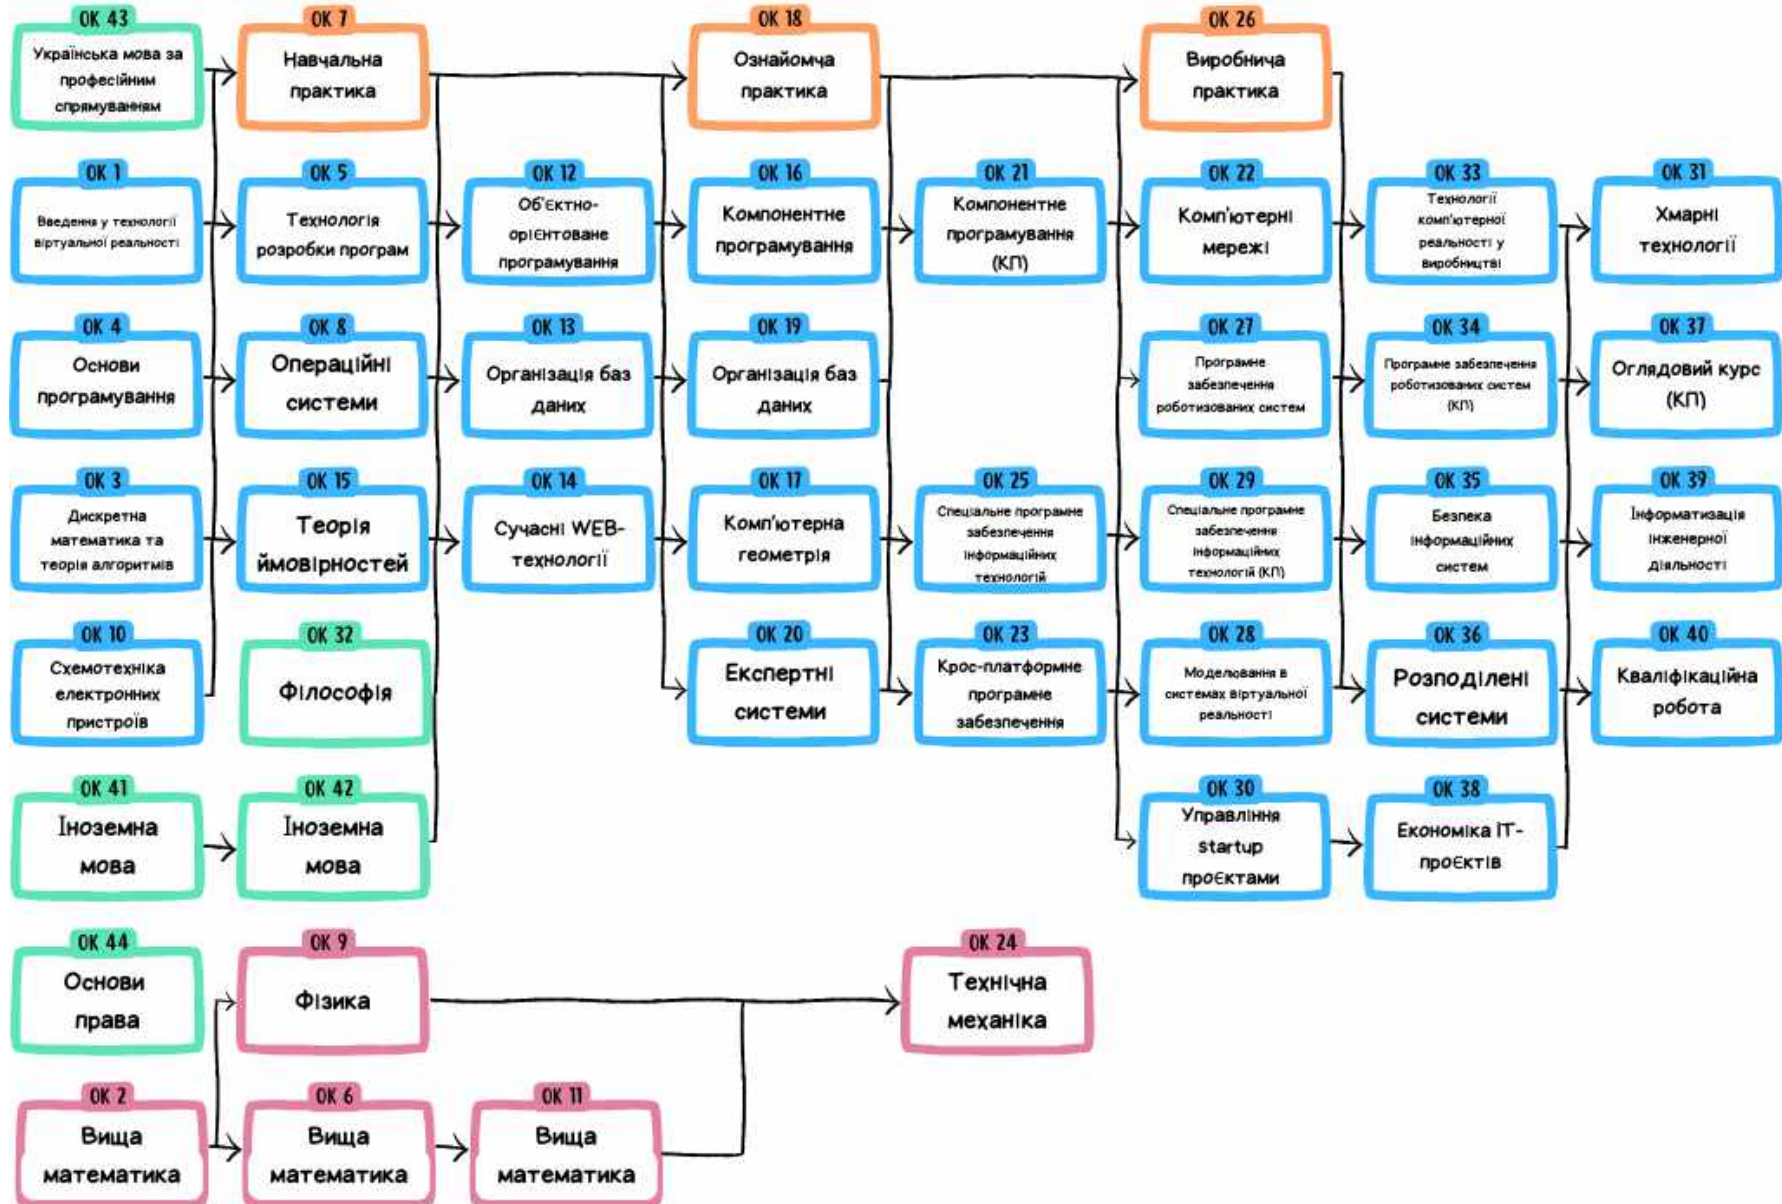 ОК 43
Українська мова за
професійним
спрямуванням
ОК 7
Навчальна
практика
ОК 18
Ознайомча
практика
ОК 26
Виробнича
практика
ОК 1
Введення у технології
віртуальної реальності
ОК 5
Технологія
розробки програм
ОК 12
Об'єктно-
орієнтоване
програмування
ОК 16
Компонентне
програмування
ОК 21
Компонентне
програмування
(КП)
ОК 22
Комп'ютерні
мережі
ОК 33
Технології
комп'ютерної
реальності у
виробництві
ОК 31
Хмарні
технології
ОК 4
Основи
програмування
ОК 8
Операційні
системи
ОК 13
Організація баз
даних
ОК 19
Організація баз
даних
ОК 27
Програмне
забезпечення
роботизованих систем
ОК 34
Програмне забезпечення
роботизованих систем
(КП)
ОК 37
Оглядовий курс
(КП)
ОК 3
Дискретна
математика та
теорія алгоритмів
ОК 15
Теорія
ймовірностей
ОК 14
Сучасні WEB-
технології
ОК 17
Комп'ютерна
геометрія
ОК 25
Спеціальне програмне
забезпечення
інформаційних
технологій
ОК 29
Спеціальне програмне
забезпечення
інформаційних
технологій (КП)
ОК 35
Безпека
інформаційних
систем
ОК 39
Інформатизація
інженерної
діяльності
ОК 10
Схемотехніка
електронних
пристроїв
ОК 32
Філософія
ОК 20
Експертні
системи
ОК 23
Крос-платформне
програмне
забезпечення
ОК 28
Моделювання в
системах віртуальної
реальності
ОК 36
Розподілені
системи
ОК 40
Кваліфікаційна
робота
ОК 41
Іноземна
мова
ОК 42
Іноземна
мова
ОК 30
Управління
startup
проєктами
ОК 38
Економіка ІТ-
проєктів
ОК 44
Основи
права
ОК 9
Фізика
ОК 24
Технічна
механіка
ОК 2
Вища
математика
ОК 6
Вища
математика
ОК 11
Вища
математика